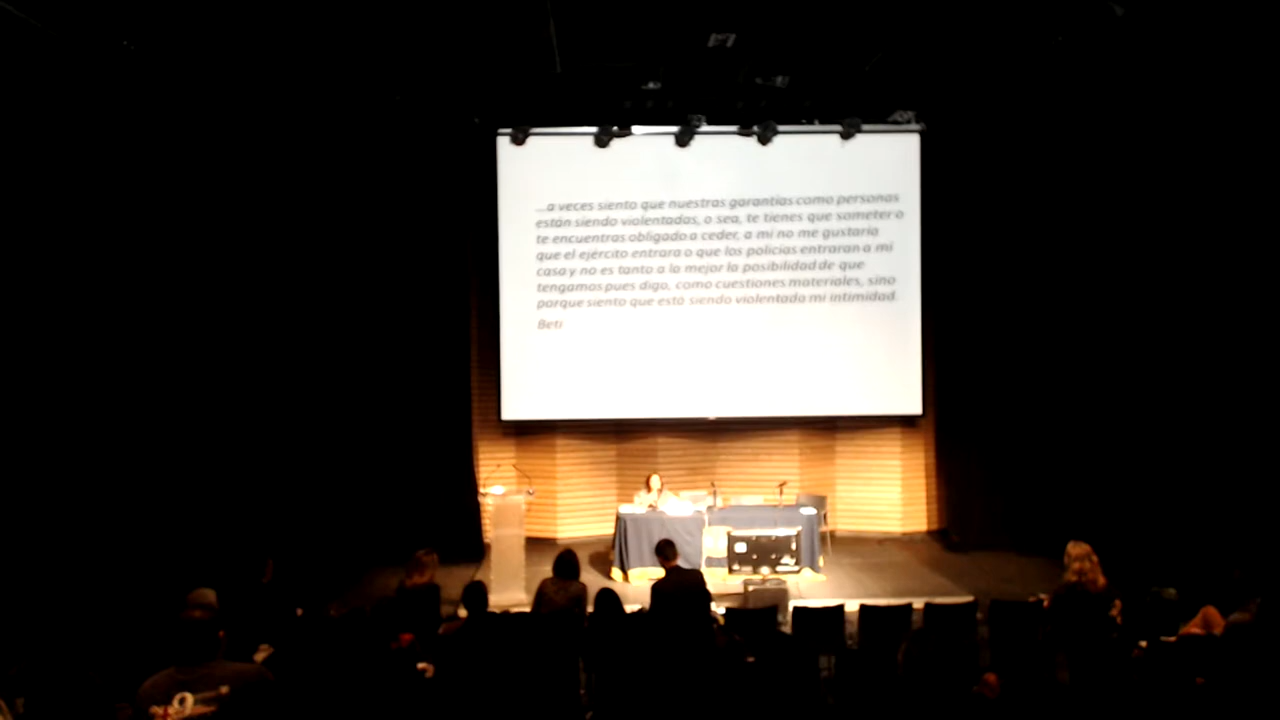 ...a veces siento que nuestras garantías como personas
están siendo violentadas, o sea, te tienes que someter o
te encuentras obligado a ceder, a mi no me gustaría
que el ejército entrara o que los policías entraran a mi
casa y no es tanto a lo mejor la posibilidad de que
tengamos pues digo, como cuestiones materiales, sino
porque siento que está siendo violentada mi intimidad.
Beti